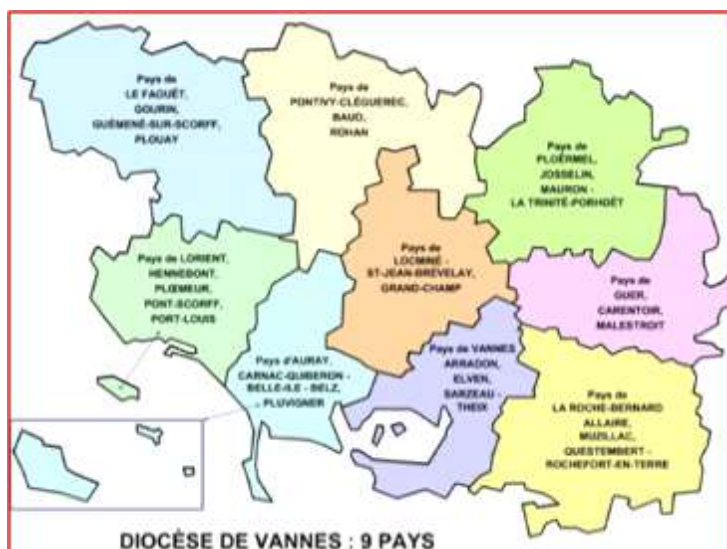 Pays de
LE FAOUËT,
GOURIN,
GUÉMENÉ-SUR-SCORFF,
PLOUAY
Pays de
PONTIVY-CLÉGUEREC,
BAUD,
ROHAN
Pays de
PLOËRMEL,
JOSSELIN,
MAURON -
LA TRINITÉ-PORHOËT
Pays de LORIENT,
HENNEBONT,
PLŒMEUR,
PONT-SCORFF,
PORT-LOUIS
Pays de
LOCMINÉ -
ST-JEAN-BRÉVELAY,
GRAND-CHAMP
Pays de
GUER,
CARENTOIR,
MALESTROIT
Pays d'AURAY,
CARNAC-QUIBERON -
BELLE-ILE - BELZ,
PLUVIGNER
Pays de VANNES
ARRADON,
ELVEN,
SARZEAU -
THEIX
Pays de
LA ROCHE-BERNARD
ALLAIRE,
MUZILLAC,
QUESTEMBERT -
ROCHEFORT-EN-TERRE
DIOCÈSE DE VANNES : 9 PAYS